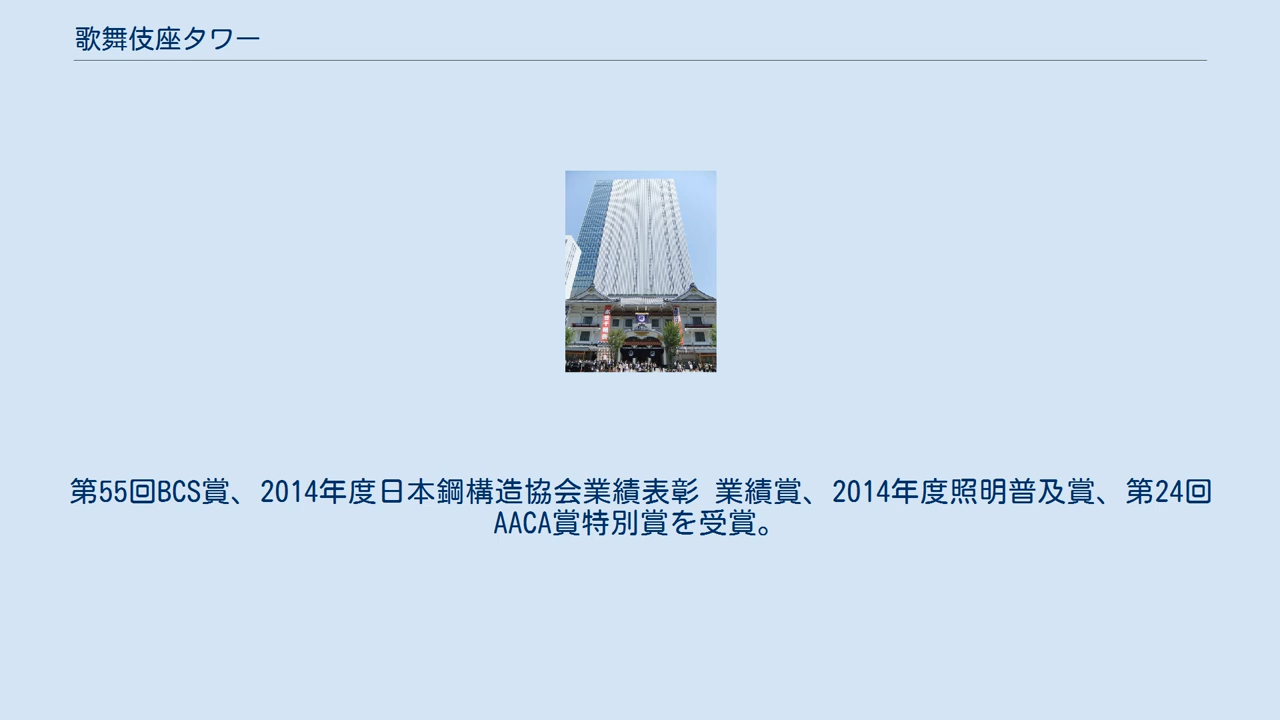 歌舞伎座タワー
第55回BCS賞、2014年度日本鋼構造協会業績表彰 業績賞、2014年度照明普及賞、第24回
AACA賞特別賞を受賞。